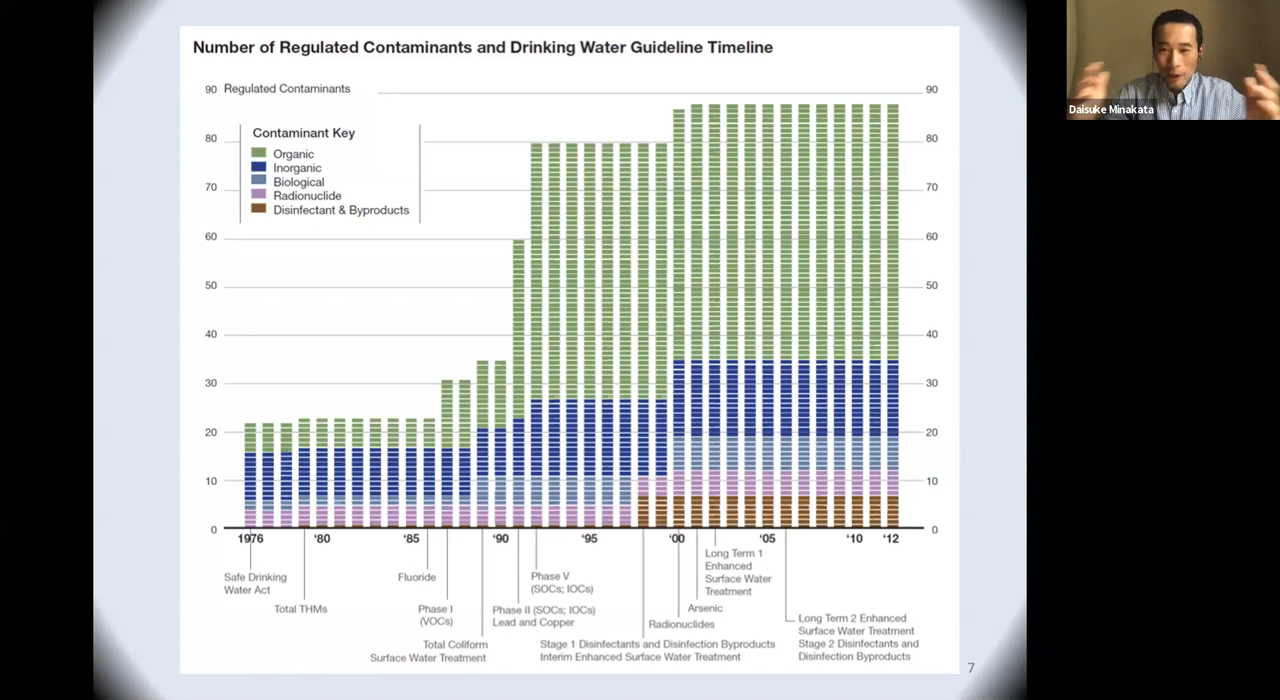 Number of Regulated Contaminants and Drinking Water Guideline Timeline
Daisuke Minakata
90 Regulated Contaminants 90
Contaminant Key
80 80
Organic
Inorganic
Biological
70 70
Radionuclide
Disinfectant & Byproducts
60 60
50 50
40 40
30 30
20 20
10 10
0 0
1976 '80 '85 '90 '95 '00 '05 '10 '12
Safe Drinking
Water Act
Total THMs
Fluoride
Phase I
(VOCs)
Total Coliform
Surface Water Treatment
Phase II (SOCs; IOCs)
Lead and Copper
Phase V
(SOCs; IOCs)
Stage 1 Disinfectants and Disinfection Byproducts
Interim Enhanced Surface Water Treatment
Radionuclides
Arsenic
Long Term 1
Enhanced
Surface Water
Treatment
Long Term 2 Enhanced
Surface Water Treatment
Stage 2 Disinfectants and
Disinfection Byproducts
7